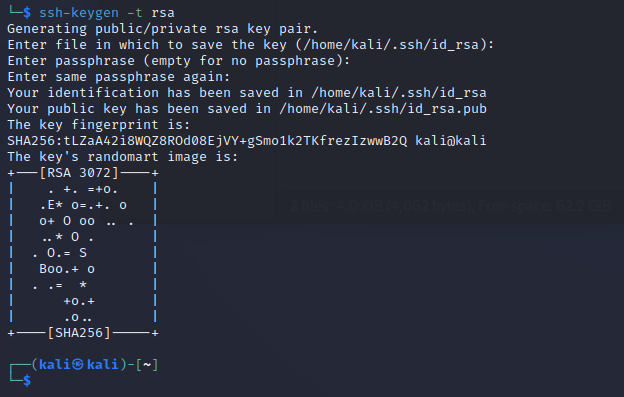 └─$ ssh-keygen -t rsa
Generating public/private rsa key pair.
Enter file in which to save the key (/home/kali/.ssh/id_rsa):
Enter passphrase (empty for no passphrase):
Enter same passphrase again:
Your identification has been saved in /home/kali/.ssh/id_rsa
Your public key has been saved in /home/kali/.ssh/id_rsa.pub
The key fingerprint is:
SHA256:tLZaA42i8WQZ8ROd08EjVY+gSmo1k2TKfrezIzwwB2Q kali@kali
The key's randomart image is:
+---[RSA 3072]----+
|    . +. =+o.    |
|   .E* o=.+. o   |
|   o+ O oo .. .  |
|   ..* O .       |
|  . O.= S        |
|   Boo.+ o       |
|  . .=  *        |
|      +o.+       |
|      .o..       |
+----[SHA256]-----+
┌──(kali㉿kali)-[~]
└─$